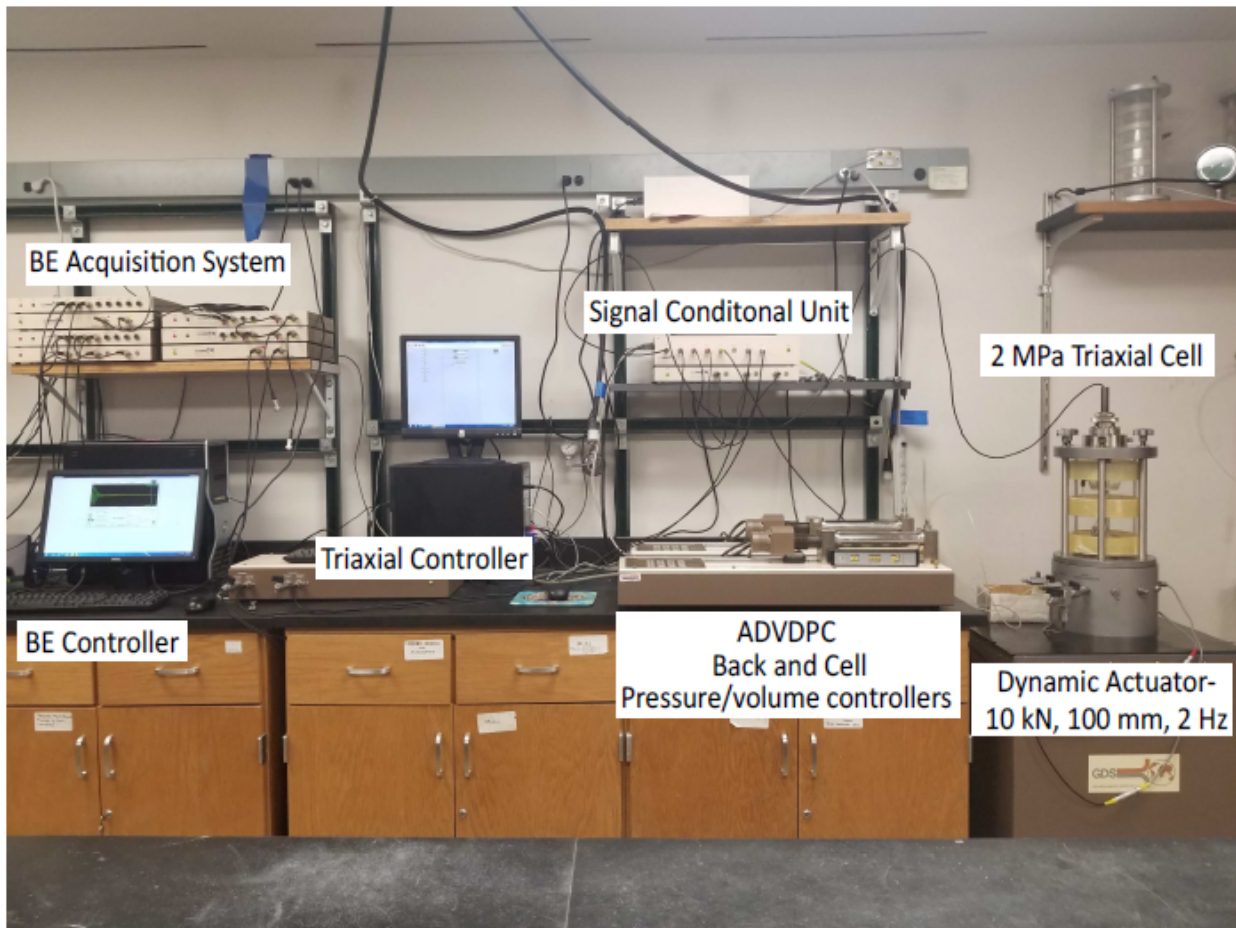 BE Acquisition System
Signal Conditonal Unit
2 MPa Triaxial Cell
Triaxial Controller
BE Controller
ADVDPC
Back and Cell
Pressure/volume controllers
Dynamic Actuator-
10 kN, 100 mm, 2 Hz
GDS